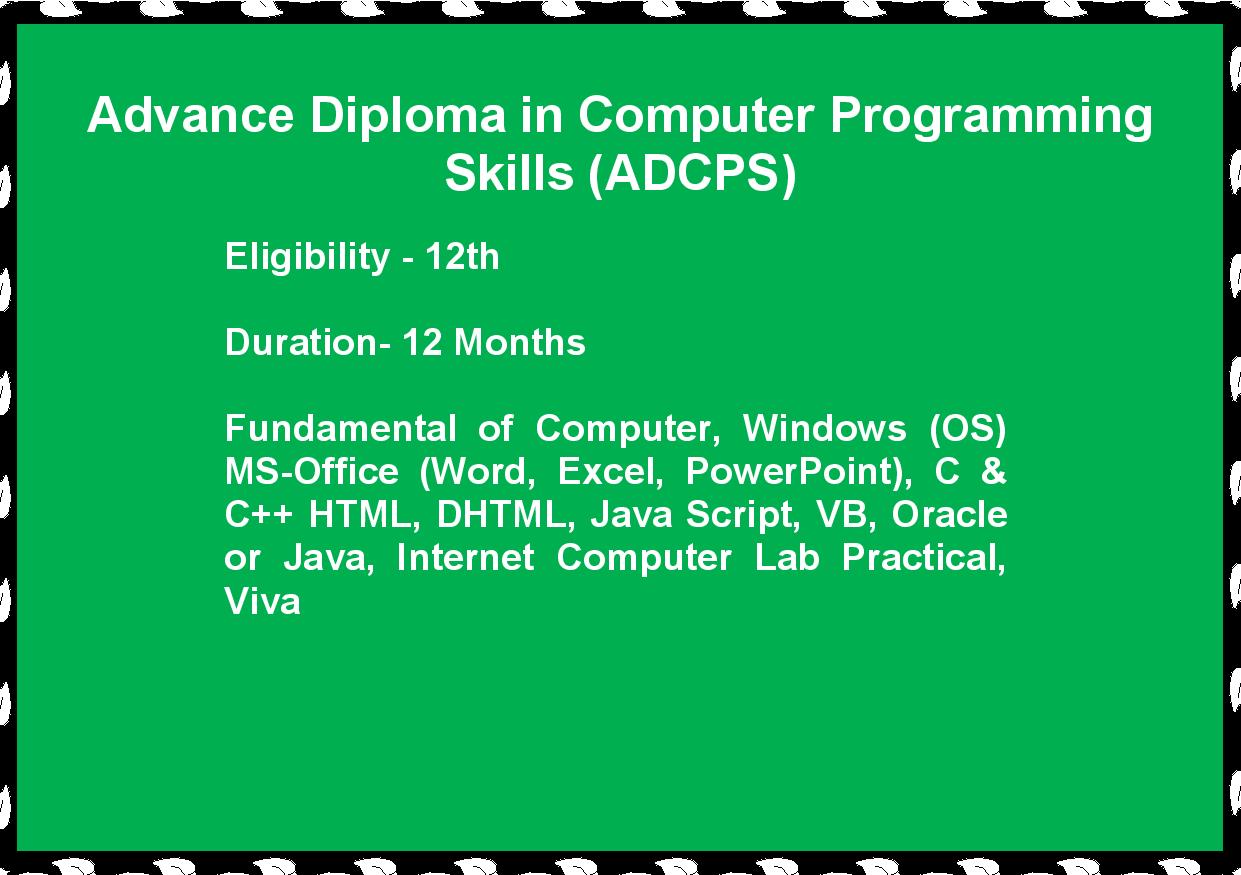 Advance Diploma in Computer Programming
Skills (ADCPS)
Eligibility - 12th
Duration- 12 Months
Fundamental of Computer, Windows (OS)
MS-Office (Word, Excel, PowerPoint), C &
C++ HTML, DHTML, Java Script, VB, Oracle
or Java, Internet Computer Lab Practical,
Viva